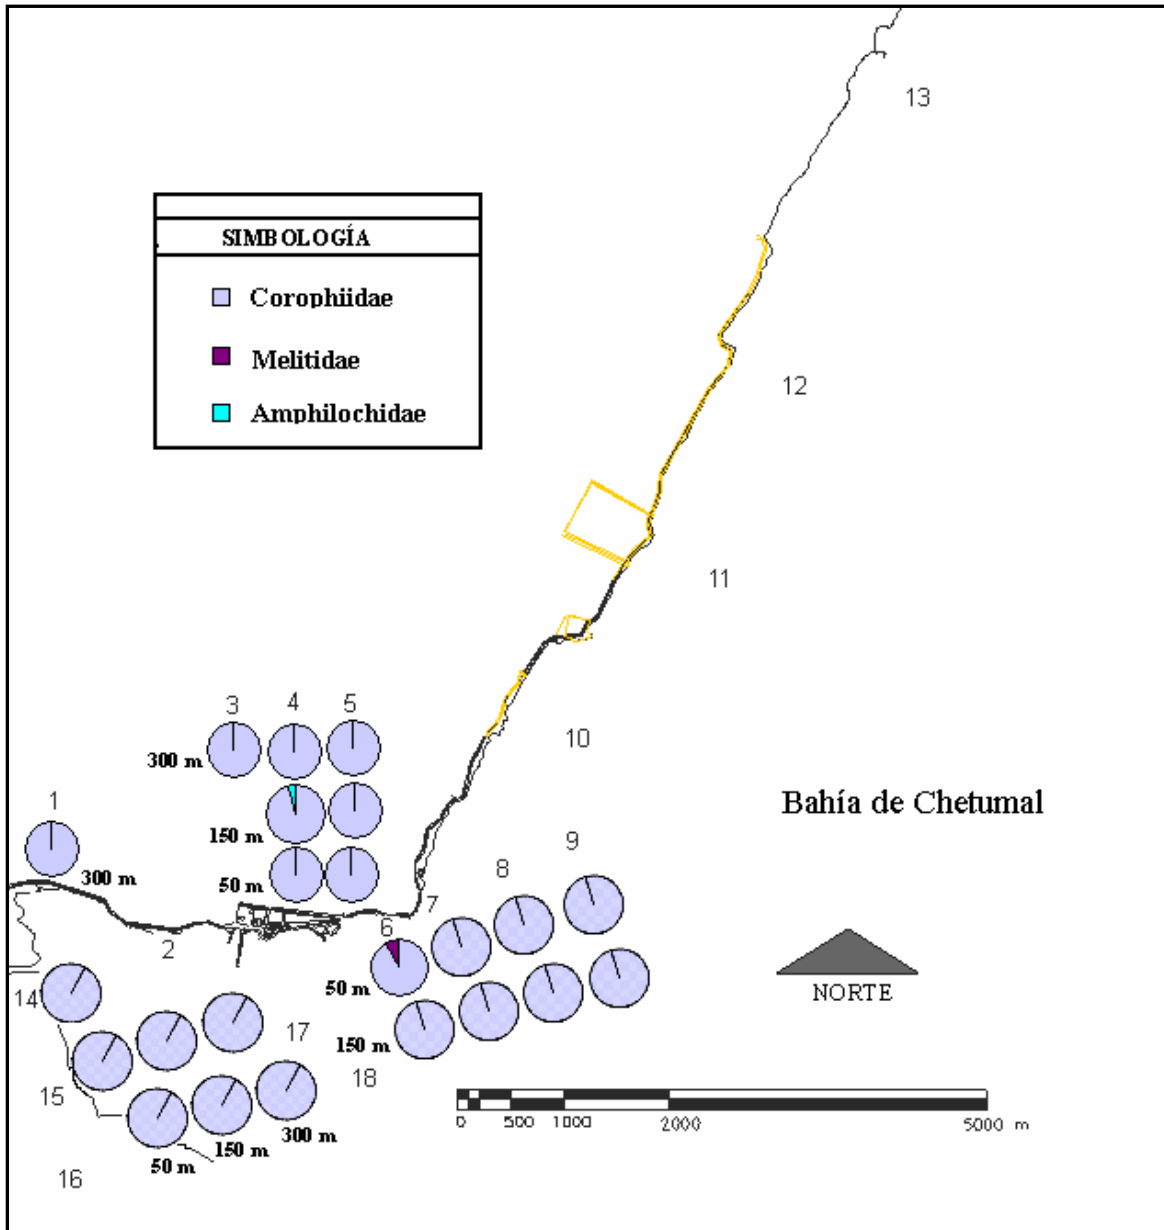 13
SIMBOLOGÍA
Corophiidae
Melitidae
Amphilochidae
12
11
10
3 4 5
300 m
150 m
50 m
1
300 m
2
Bahía de Chetumal
9
8
7
6
50 m
150 m
NORTE
14
15
16
17
18
50 m
150 m
300 m
0 500 1000 2000 5000 m